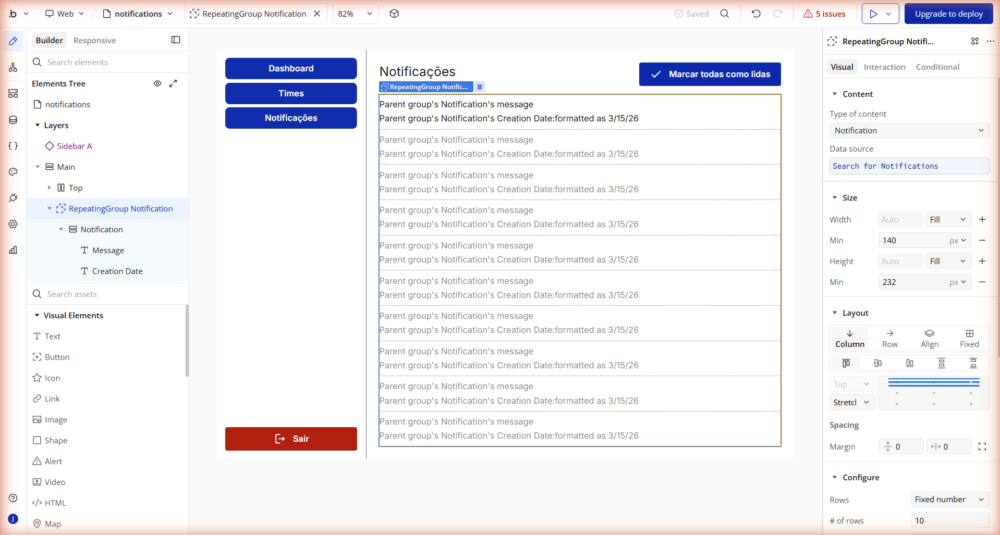 .b
Web
notifications
RepeatingGroup Notification
82%
Saved
5 issues
Upgrade to deploy
Builder
Responsive
Search elements
Elements Tree
notifications
Layers
Sidebar A
Main
Top
RepeatingGroup Notification
Notification
Message
Creation Date
Search assets
Visual Elements
Text
Button
Icon
Link
Image
Shape
Alert
Video
HTML
Map
J
Dashboard
Times
Notificações
Sair
Notificações
Marcar todas como lidas
RepeatingGroup Notific...
Parent group's Notification's message
Parent group's Notification's Creation Date:formatted as 3/15/26
Parent group's Notification's message
Parent group's Notification's Creation Date:formatted as 3/15/26
Parent group's Notification's message
Parent group's Notification's Creation Date:formatted as 3/15/26
Parent group's Notification's message
Parent group's Notification's Creation Date:formatted as 3/15/26
Parent group's Notification's message
Parent group's Notification's Creation Date:formatted as 3/15/26
Parent group's Notification's message
Parent group's Notification's Creation Date:formatted as 3/15/26
Parent group's Notification's message
Parent group's Notification's Creation Date:formatted as 3/15/26
Parent group's Notification's message
Parent group's Notification's Creation Date:formatted as 3/15/26
Parent group's Notification's message
Parent group's Notification's Creation Date:formatted as 3/15/26
Parent group's Notification's message
Parent group's Notification's Creation Date:formatted as 3/15/26
RepeatingGroup Notifi...
Visual
Interaction
Conditional
Content
Type of content
Notification
Data source
Search for Notifications
Size
Width
Auto
Fill
Min
140
px
Height
Auto
Fill
Min
232
px
Layout
Column
Row
Align
Fixed
Top
Stretcl
Spacing
Margin
0
0
Configure
Rows
Fixed number
# of rows
10